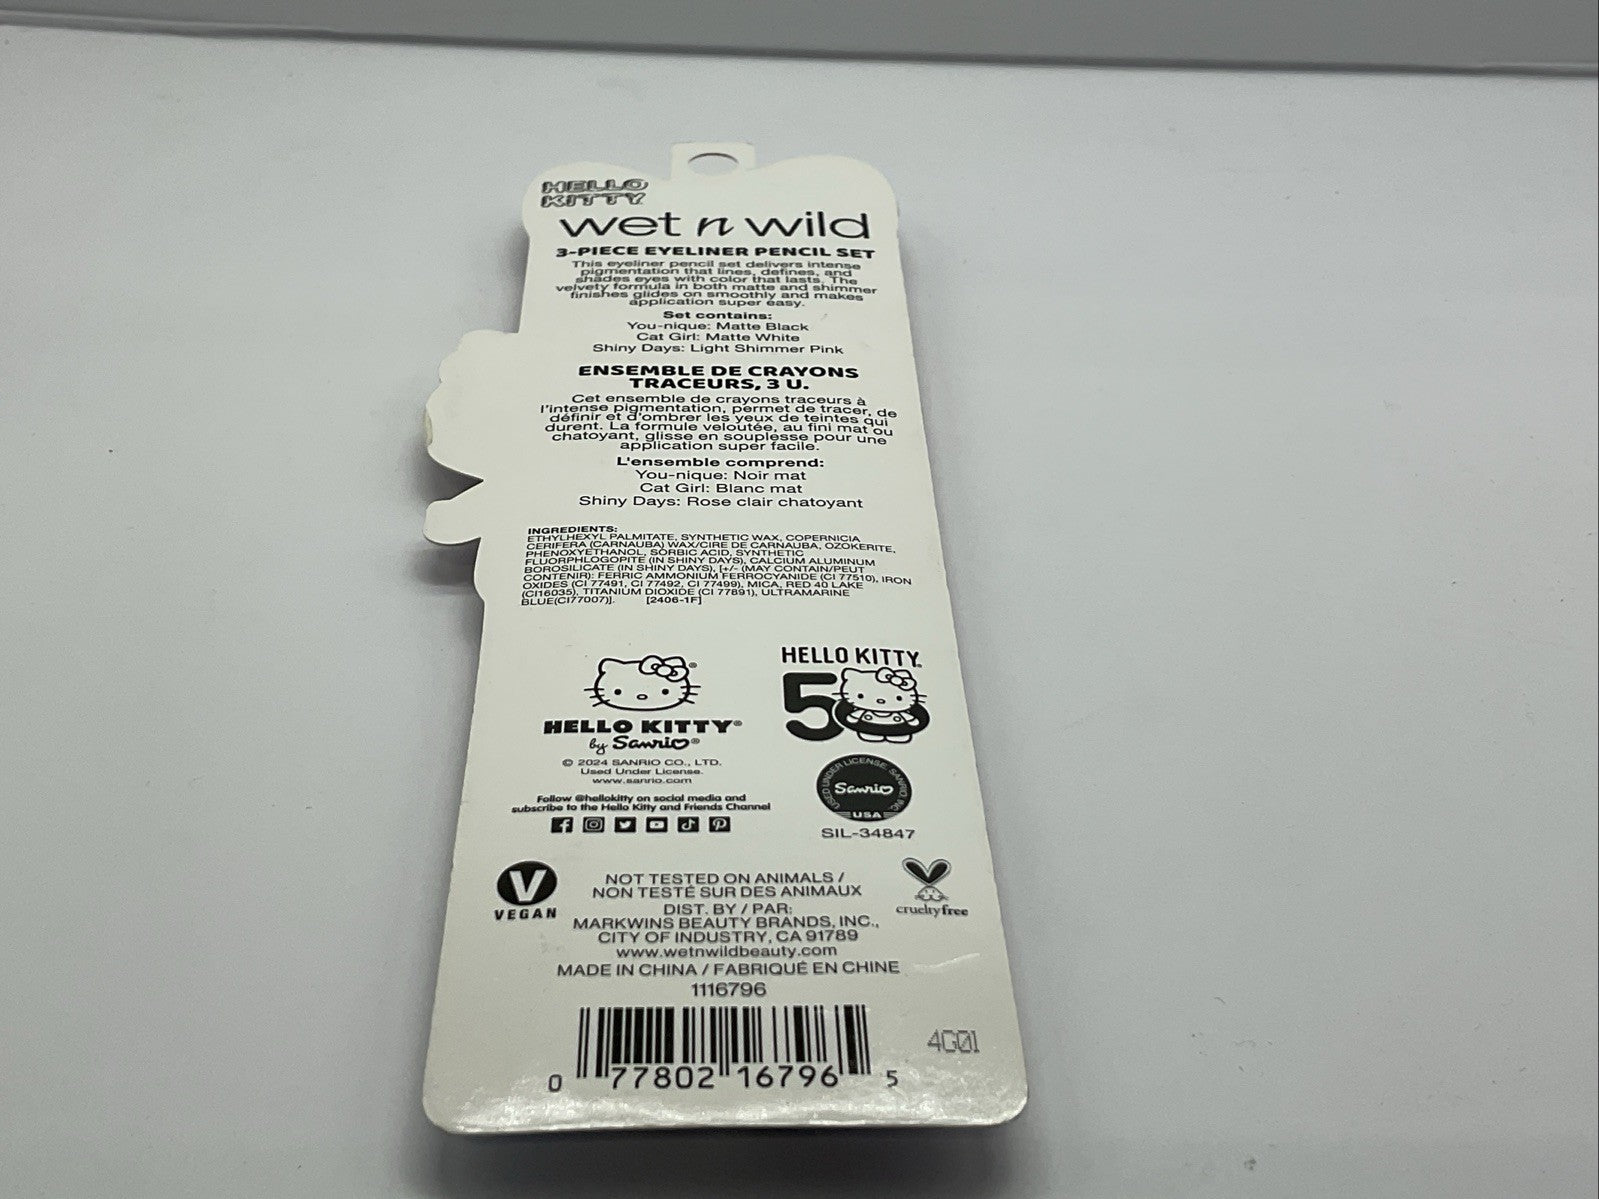 HELLO
KITTY
wet n wild
3-PIECE EYELINER PENCIL SET
This eyeliner pencil set delivers intense
pigmentation that lines, defines, and
shades eyes with color that lasts. The
velvety formula in both matte and shimmer
finishes glides on smoothly and makes
application super easy.
Set contains:
You-nique: Matte Black
Cat Girl: Matte White
Shiny Days: Light Shimmer Pink
ENSEMBLE DE CRAYONS
TRACEURS, 3 U.
Cet ensemble de crayons traceurs à
l'intense pigmentation, permet de tracer, de
définir et d'ombrer les yeux de teintes qui
durent. La formule veloutée, au fini mat ou
chatoyant, glisse en souplesse pour une
application super facile.
L'ensemble comprend:
You-nique: Noir mat
Cat Girl: Blanc mat
Shiny Days: Rose clair chatoyant
INGREDIENTS:
ETHYLHEXYL PALMITATE, SYNTHETIC WAX, COPERNICIA
CERIFERA (CARNAUBA) WAX/CIRE DE CARNAUBA, OZOKERITE,
PHENOXYETHANOL, SORBIC ACID, SYNTHETIC
FLUORPHLOGOPITE (IN SHINY DAYS), CALCIUM ALUMINUM
BOROSILICATE (IN SHINY DAYS), [+/- (MAY CONTAIN/PEUT
CONTENIR): FERRIC AMMONIUM FERROCYANIDE (CI 77510), IRON
OXIDES (CI 77491, CI 77492, CI 77499), MICA, RED 40 LAKE
(CI16035), TITANIUM DIOXIDE (CI 77891), ULTRAMARINE
BLUE(CI77007)]. [2406-1F]
HELLO KITTY
50
HELLO KITTY®
by Sanrio®
© 2024 SANRIO CO., LTD.
Used Under License.
www.sanrio.com
Follow @hellokitty on social media and
subscribe to the Hello Kitty and Friends Channel
USED UNDER LICENSE, SANRIO, INC.
Sanrio
USA
SIL-34847
V
VEGAN
NOT TESTED ON ANIMALS /
NON TESTÉ SUR DES ANIMAUX
DIST. BY / PAR:
MARKWINS BEAUTY BRANDS, INC.,
CITY OF INDUSTRY, CA 91789
www.wetnwildbeauty.com
MADE IN CHINA / FABRIQUÉ EN CHINE
1116796
cruelty free
4G01
0 77802 16796 5